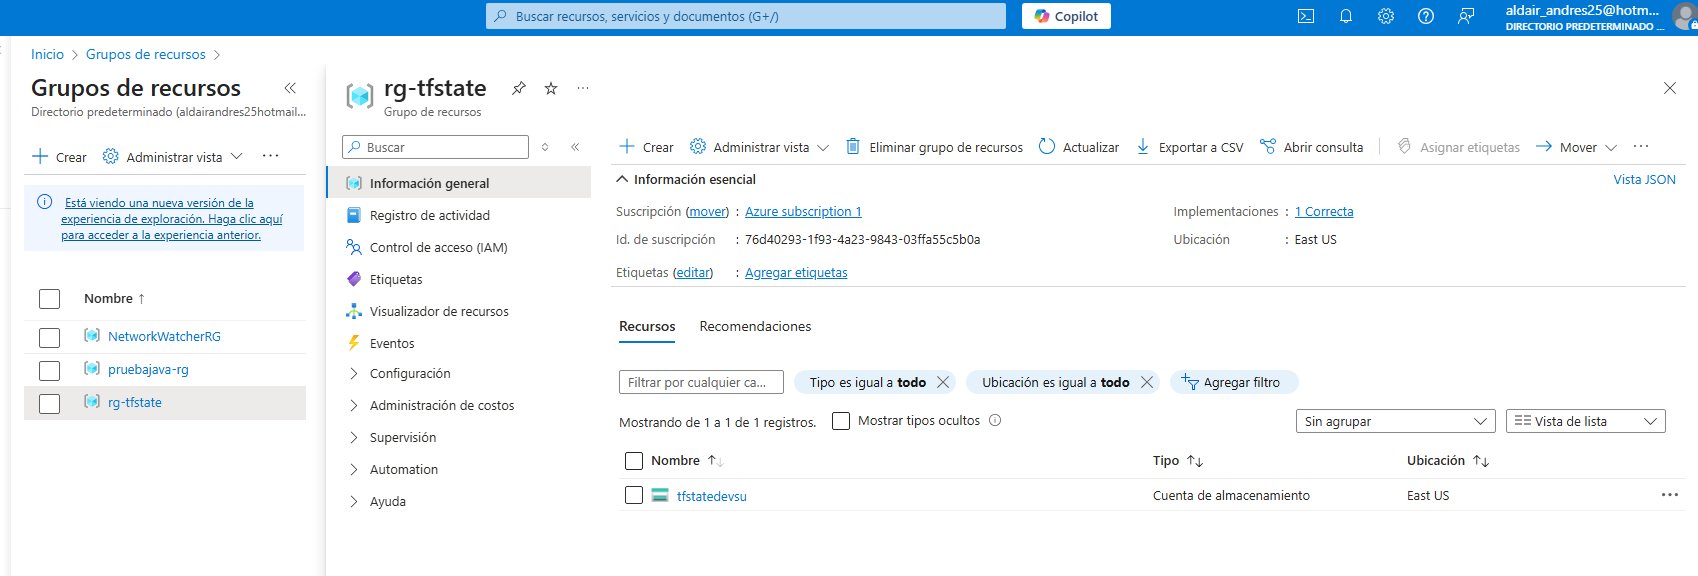 Buscar recursos, servicios y documentos (G+/)
Copilot
aldair_andres25@hotm...
DIRECTORIO PREDETERMINADO ...
Inicio > Grupos de recursos >
Grupos de recursos
Directorio predeterminado (aldairandres25hotmail...
Crear
Administrar vista
...
Está viendo una nueva versión de la
experiencia de exploración. Haga clic aquí
para acceder a la experiencia anterior.
Nombre ↑
NetworkWatcherRG
pruebajava-rg
rg-tfstate
rg-tfstate
...
Grupo de recursos
Buscar
Información general
Registro de actividad
Control de acceso (IAM)
Etiquetas
Visualizador de recursos
Eventos
Configuración
Administración de costos
Supervisión
Automation
Ayuda
Crear
Administrar vista
Eliminar grupo de recursos
Actualizar
Exportar a CSV
Abrir consulta
Asignar etiquetas
Mover
...
Información esencial
Vista JSON
Suscripción (mover) : Azure subscription 1
Implementaciones : 1 Correcta
Id. de suscripción : 76d40293-1f93-4a23-9843-03ffa55c5b0a
Ubicación : East US
Etiquetas (editar) : Agregar etiquetas
Recursos
Recomendaciones
Filtrar por cualquier ca...
Tipo es igual a todo
Ubicación es igual a todo
Agregar filtro
Mostrando de 1 a 1 de 1 registros.
Mostrar tipos ocultos
Sin agrupar
Vista de lista
Nombre ↑↓
Tipo ↑↓
Ubicación ↑↓
tfstatedevsu
Cuenta de almacenamiento
East US
...